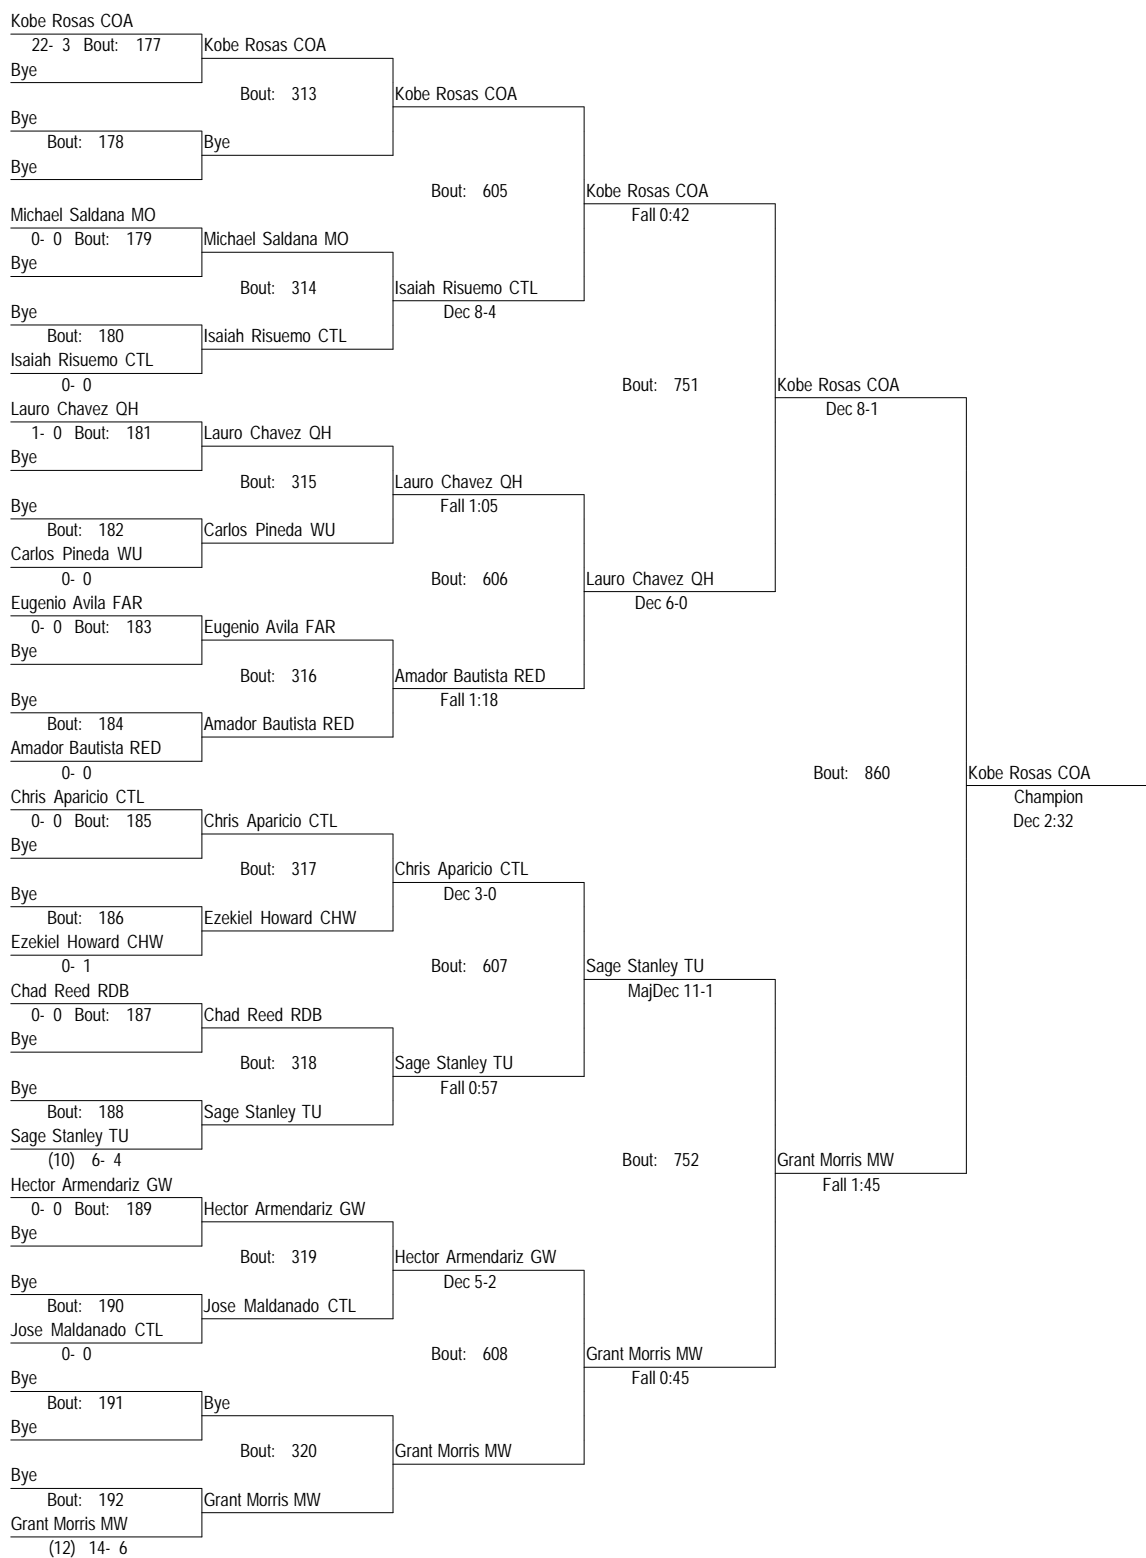 Kobe Rosas COA
22- 3 Bout: 177
Kobe Rosas COA
Bye
Bout: 313
Kobe Rosas COA
Bye
Bout: 178
Bye
Bye
Bout: 605
Kobe Rosas COA
Fall 0:42
Michael Saldana MO
0- 0 Bout: 179
Michael Saldana MO
Bye
Bout: 314
Isaiah Risuemo CTL
Dec 8-4
Bye
Bout: 180
Isaiah Risuemo CTL
Isaiah Risuemo CTL
0- 0
Bout: 751
Kobe Rosas COA
Dec 8-1
Lauro Chavez QH
1- 0 Bout: 181
Lauro Chavez QH
Bye
Bout: 315
Lauro Chavez QH
Fall 1:05
Bye
Bout: 182
Carlos Pineda WU
Carlos Pineda WU
0- 0
Bout: 606
Lauro Chavez QH
Dec 6-0
Eugenio Avila FAR
0- 0 Bout: 183
Eugenio Avila FAR
Bye
Bout: 316
Amador Bautista RED
Fall 1:18
Bye
Bout: 184
Amador Bautista RED
Amador Bautista RED
0- 0
Bout: 860
Kobe Rosas COA
Champion
Dec 2:32
Chris Aparicio CTL
0- 0 Bout: 185
Chris Aparicio CTL
Bye
Bout: 317
Chris Aparicio CTL
Dec 3-0
Bye
Bout: 186
Ezekiel Howard CHW
Ezekiel Howard CHW
0- 1
Bout: 607
Sage Stanley TU
MajDec 11-1
Chad Reed RDB
0- 0 Bout: 187
Chad Reed RDB
Bye
Bout: 318
Sage Stanley TU
Fall 0:57
Bye
Bout: 188
Sage Stanley TU
Sage Stanley TU
(10) 6- 4
Bout: 752
Grant Morris MW
Fall 1:45
Hector Armendariz GW
0- 0 Bout: 189
Hector Armendariz GW
Bye
Bout: 319
Hector Armendariz GW
Dec 5-2
Bye
Bout: 190
Jose Maldanado CTL
Jose Maldanado CTL
0- 0
Bout: 608
Grant Morris MW
Fall 0:45
Bye
Bout: 191
Bye
Bye
Bout: 320
Grant Morris MW
Bye
Bout: 192
Grant Morris MW
Grant Morris MW
(12) 14- 6